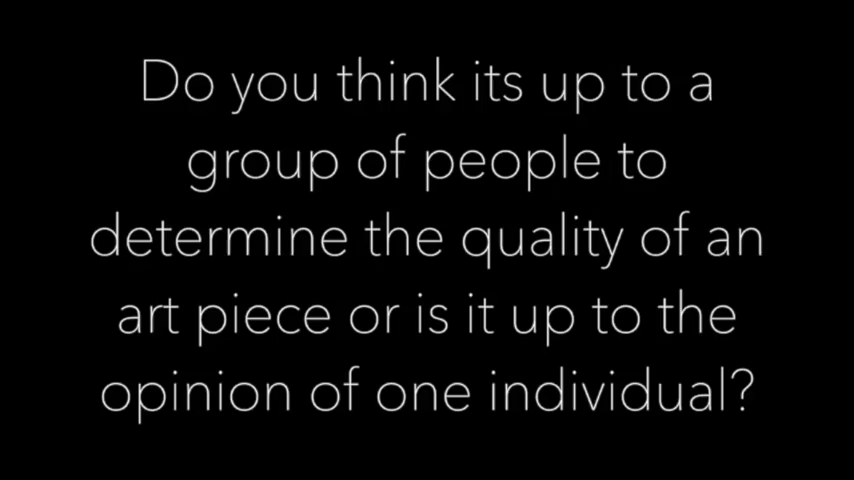 Do you think its up to a
group of people to
determine the quality of an
art piece or is it up to the
opinion of one individual?